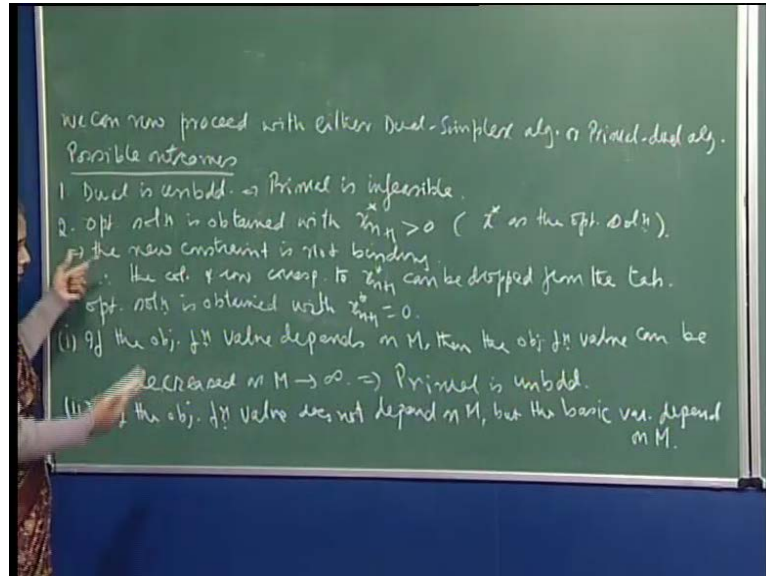 we can now proceed with either Dual-Simplex alg. or Primal-dual alg.
Possible outcomes
1. Dual is unbdd. ⇒ Primal is infeasible.
2. opt. soln is obtained with x*n+1 > 0 ( x* as the opt. soln).
⇒ the new constraint is not binding.
∴ the col. & row corresp. to x*n+1 can be dropped from the tab.
opt. soln is obtained with x*n+1 = 0.
(i) If the obj. fn value depends on M, then the obj. fn value can be
decreased as M → ∞. ⇒ Primal is unbdd.
the obj. fn value does not depend on M, but the basic var. depend
on M.